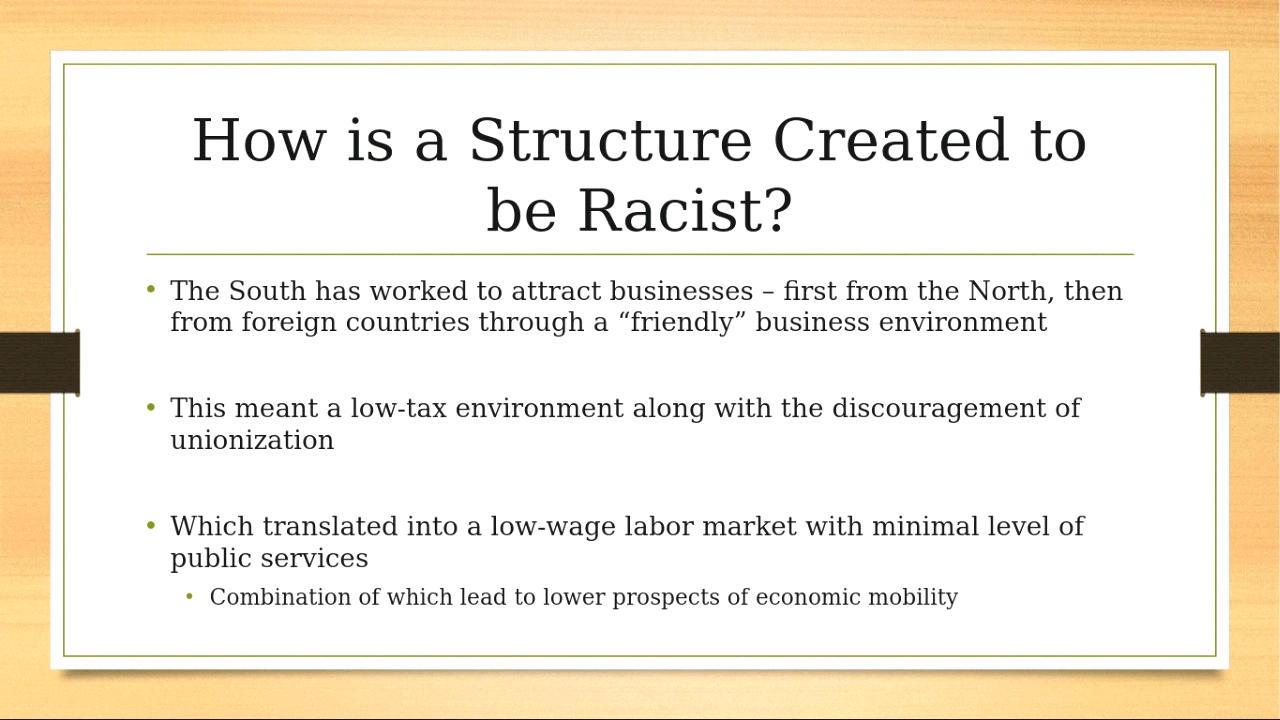 How is a Structure Created to
be Racist?
• The South has worked to attract businesses – first from the North, then
from foreign countries through a “friendly” business environment
• This meant a low-tax environment along with the discouragement of
unionization
• Which translated into a low-wage labor market with minimal level of
public services
• Combination of which lead to lower prospects of economic mobility